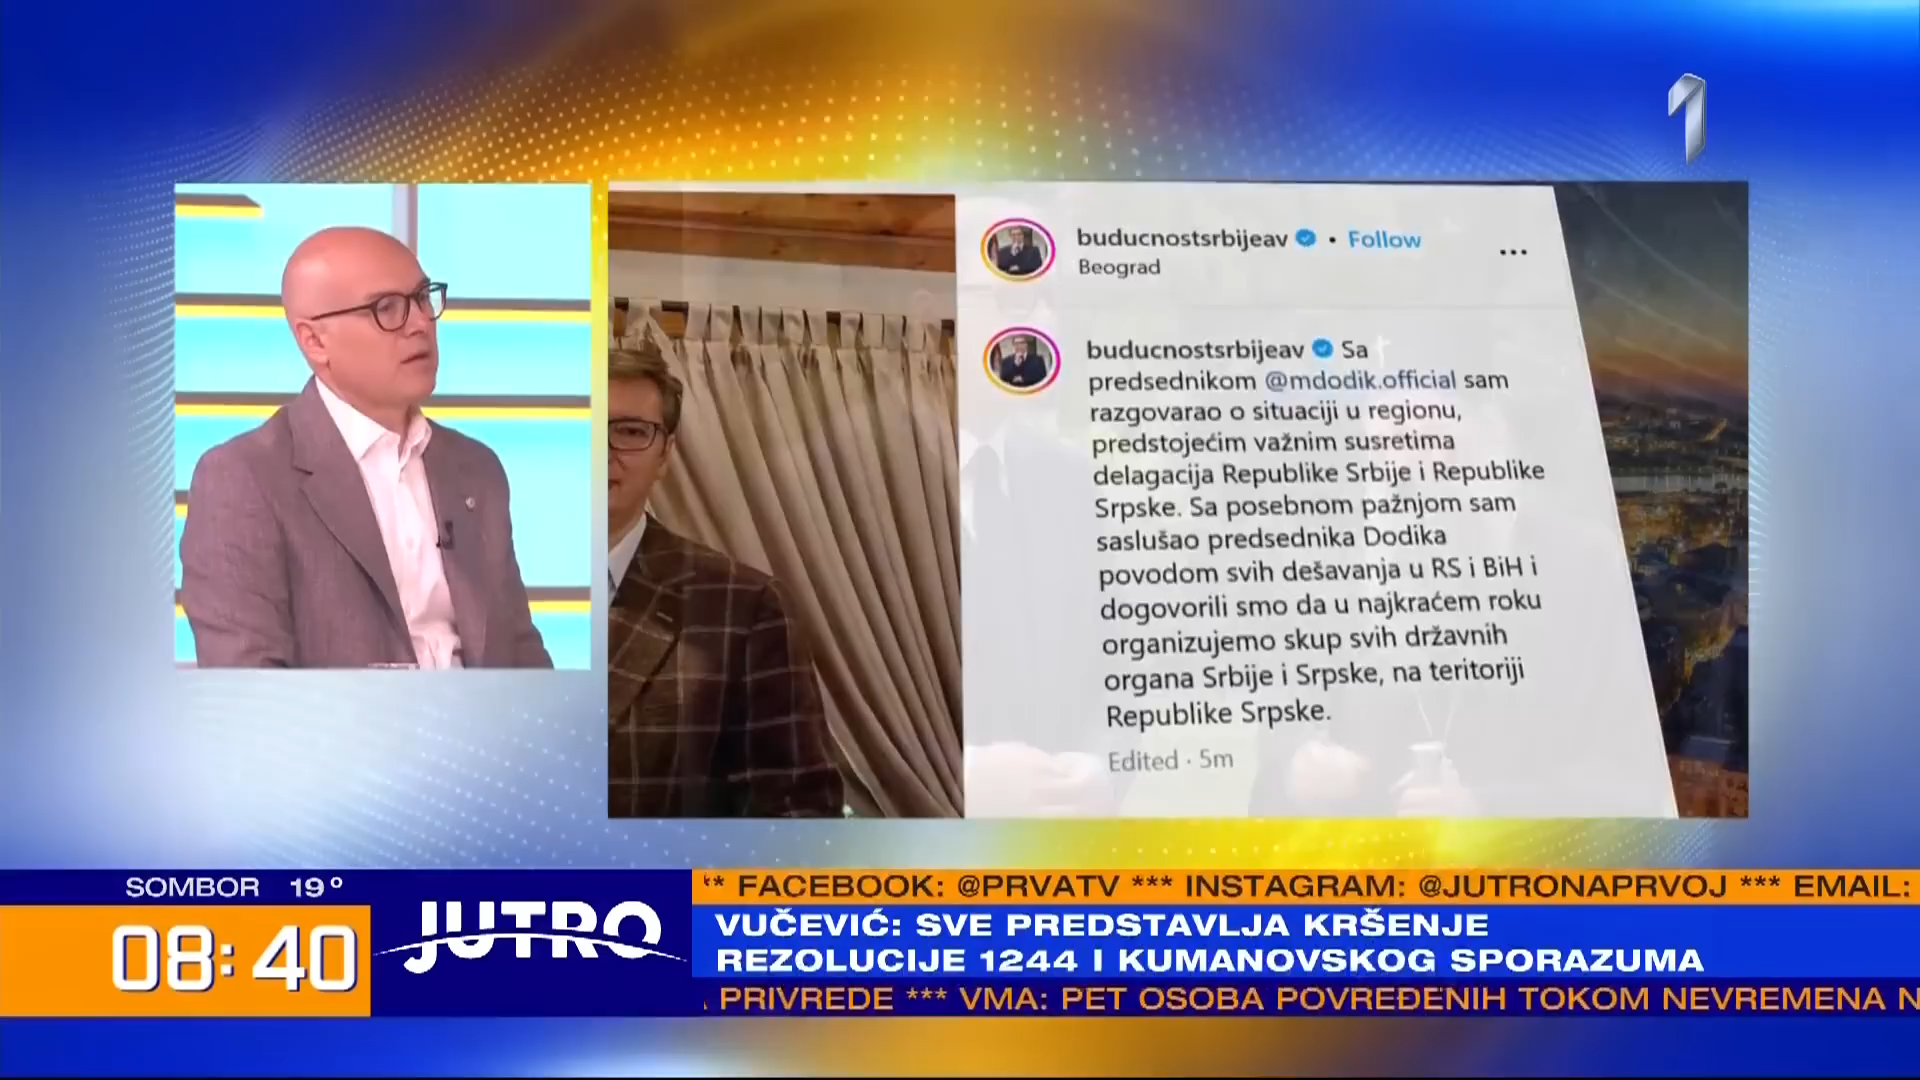 1
buducnostsrbijeav • Follow
Beograd
buducnostsrbijeav Sa
predsednikom @mdodik.official sam
razgovarao o situaciji u regionu,
predstojećim važnim susretima
delagacija Republike Srbije i Republike
Srpske. Sa posebnom pažnjom sam
saslušao predsednika Dodika
povodom svih dešavanja u RS i BiH i
dogovorili smo da u najkraćem roku
organizujemo skup svih državnih
organa Srbije i Srpske, na teritoriji
Republike Srpske.
Edited · 5m
SOMBOR 19°
08:40
JUTRO
** FACEBOOK: @PRVATV *** INSTAGRAM: @JUTRONAPRVOJ *** EMAIL:
VUČEVIĆ: SVE PREDSTAVLJA KRŠENJE
REZOLUCIJE 1244 I KUMANOVSKOG SPORAZUMA
PRIVREDE *** VMA: PET OSOBA POVREĐENIH TOKOM NEVREMENA N